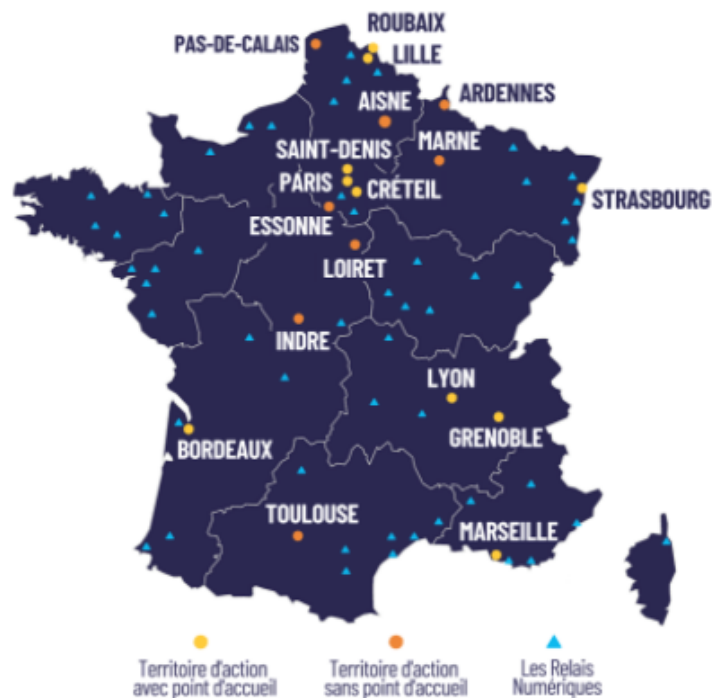 ROUBAIX
PAS-DE-CALAIS
LILLE
AISNE
ARDENNES
MARNE
SAINT-DENIS
PARIS
CRÉTEIL
STRASBOURG
ESSONNE
LOIRET
INDRE
LYON
GRENOBLE
BORDEAUX
TOULOUSE
MARSEILLE
Territoire d'action
avec point d'accueil
Territoire d'action
sans point d'accueil
Les Relais
Numériques